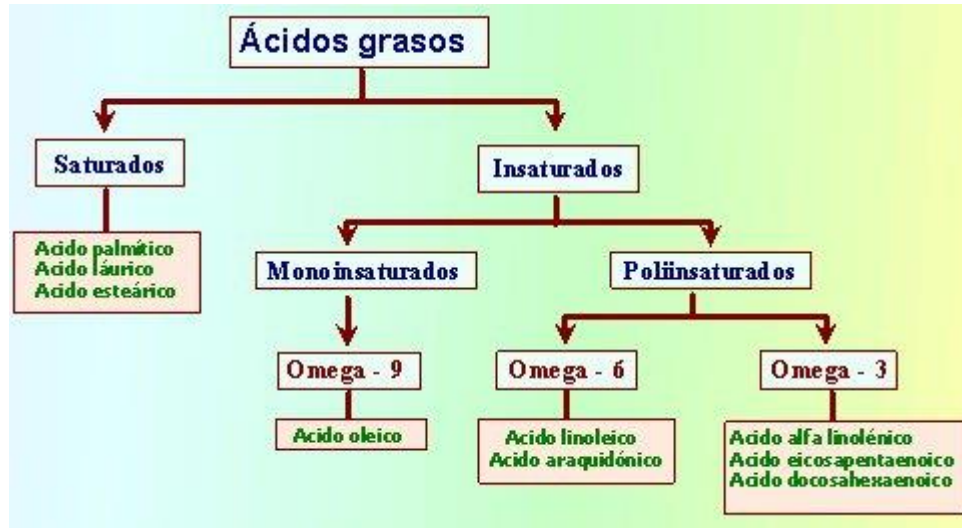 Ácidos grasos
Saturados
Insaturados
Acido palmítico
Acido láurico
Acido esteárico
Monoinsaturados
Poliinsaturados
Omega - 9
Omega - 6
Omega - 3
Acido oleico
Acido linoleico
Acido araquidónico
Acido alfa linolénico
Acido eicosapentaenoico
Acido docosahexaenoico